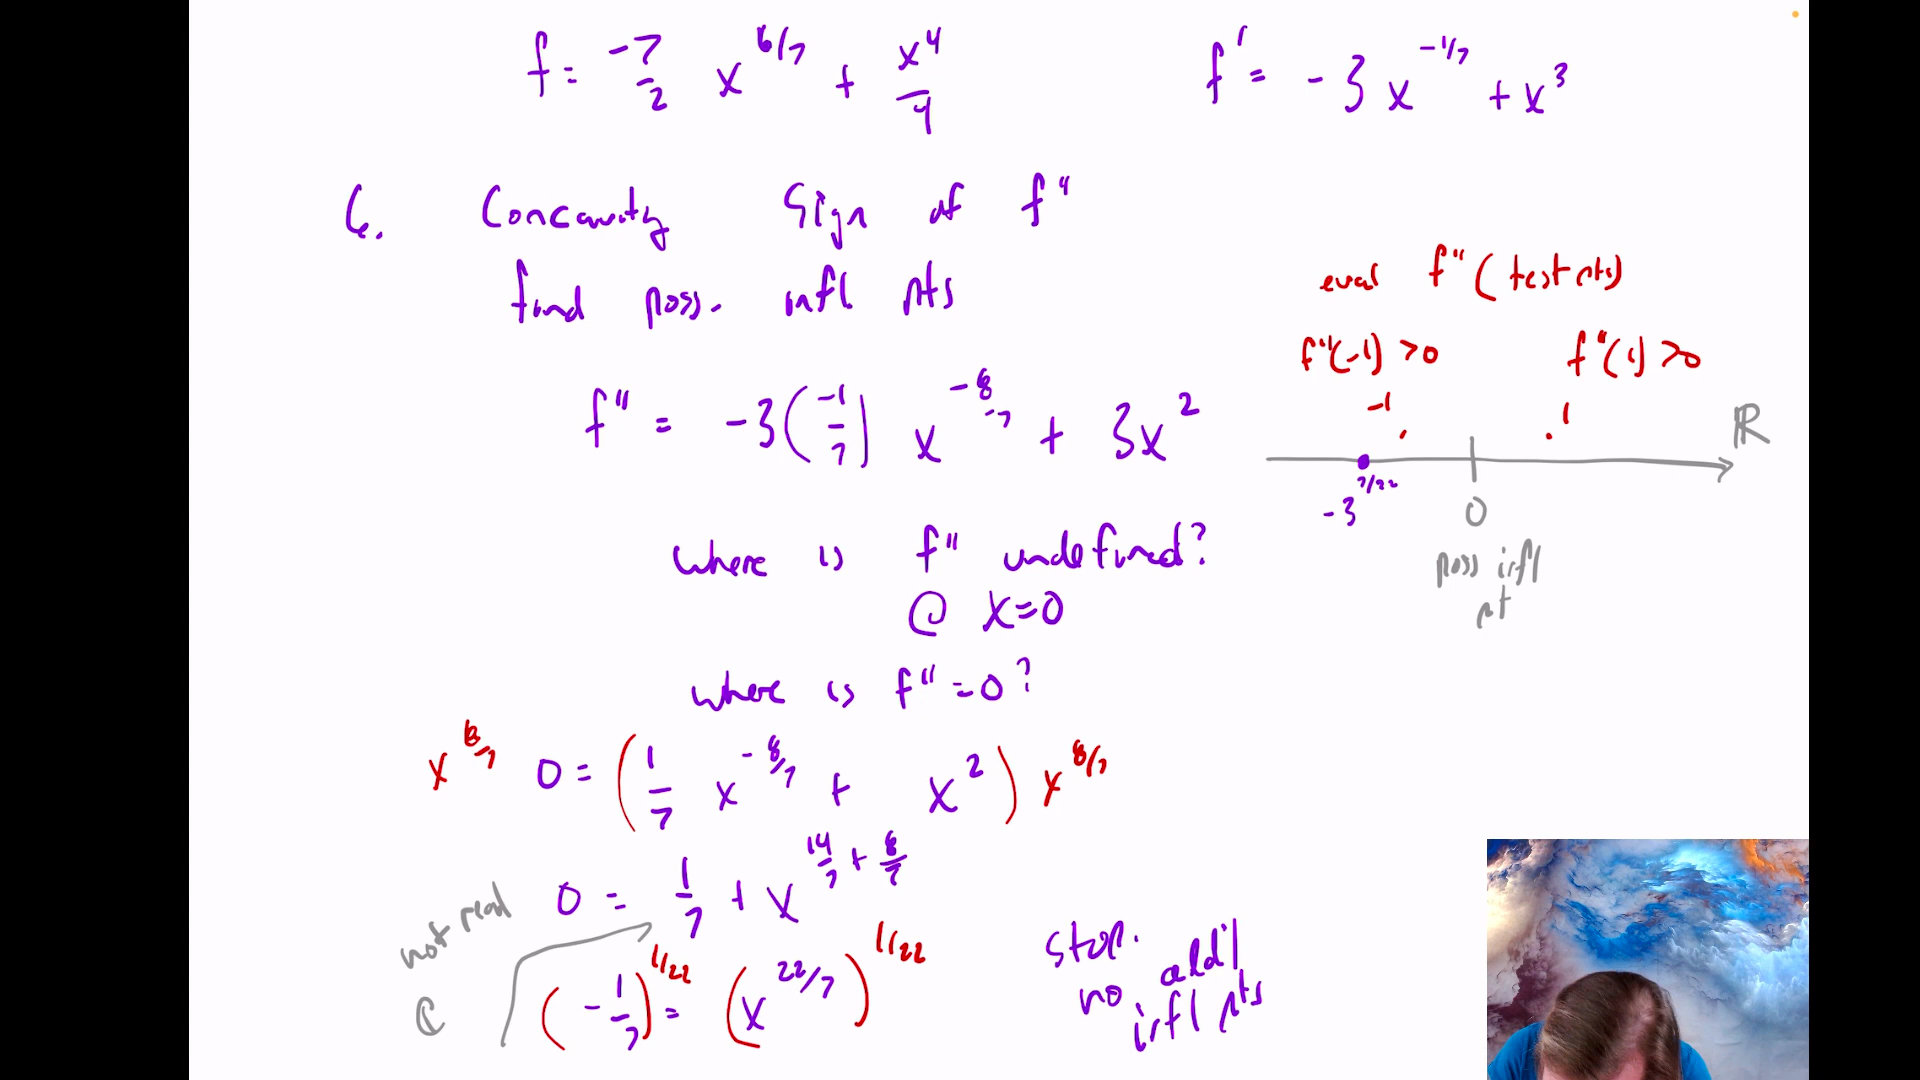 f = -7/2 x^{6/7} + x^4/4
f' = -3 x^{-1/7} + x^3
6. Concavity Sign of f"
find poss. infl pts
eval f" (test pts)
f"(-1) >0 f"(1) >0
-1 1
ℝ
-3^{7/22} 0
poss infl
pt
f" = -3(-1/7) x^{-8/7} + 3x^2
where is f" undefined?
@ x=0
where is f" = 0?
x^{8/7} 0 = (1/7 x^{-8/7} + x^2) x^{8/7}
0 = 1/7 + x^{14/7 + 8/7}
not real
ℂ
(-1/7)^{1/22} = (x^{22/7})^{1/22}
stop.
no add'l
infl pts